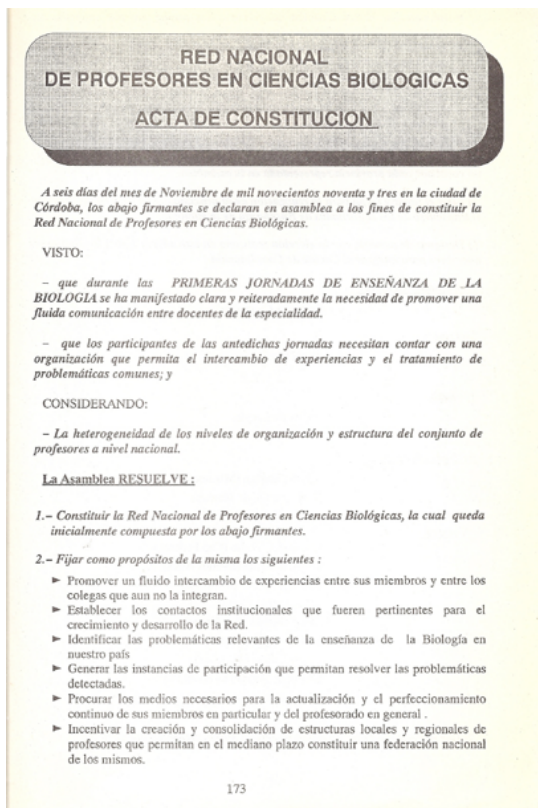 RED NACIONAL
DE PROFESORES EN CIENCIAS BIOLOGICAS
ACTA DE CONSTITUCION
A seis días del mes de Noviembre de mil novecientos noventa y tres en la ciudad de
Córdoba, los abajo firmantes se declaran en asamblea a los fines de constituir la
Red Nacional de Profesores en Ciencias Biológicas.
VISTO:
– que durante las PRIMERAS JORNADAS DE ENSEÑANZA DE LA
BIOLOGIA se ha manifestado clara y reiteradamente la necesidad de promover una
fluida comunicación entre docentes de la especialidad.
– que los participantes de las antedichas jornadas necesitan contar con una
organización que permita el intercambio de experiencias y el tratamiento de
problemáticas comunes; y
CONSIDERANDO:
– La heterogeneidad de los niveles de organización y estructura del conjunto de
profesores a nivel nacional.
La Asamblea RESUELVE :
1.– Constituir la Red Nacional de Profesores en Ciencias Biológicas, la cual queda
inicialmente compuesta por los abajo firmantes.
2.– Fijar como propósitos de la misma los siguientes :
► Promover un fluido intercambio de experiencias entre sus miembros y entre los
colegas que aun no la integran.
► Establecer los contactos institucionales que fueren pertinentes para el
crecimiento y desarrollo de la Red.
► Identificar las problemáticas relevantes de la enseñanza de la Biología en
nuestro país
► Generar las instancias de participación que permitan resolver las problemáticas
detectadas.
► Procurar los medios necesarios para la actualización y el perfeccionamiento
continuo de sus miembros en particular y del profesorado en general .
► Incentivar la creación y consolidación de estructuras locales y regionales de
profesores que permitan en el mediano plazo constituir una federación nacional
de los mismos.
173